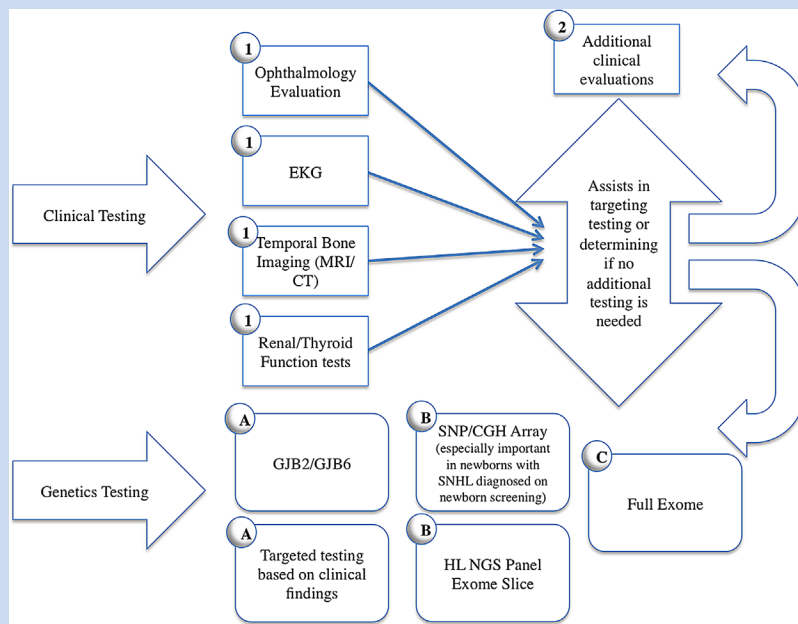 Clinical Testing
1
Ophthalmology
Evaluation
1
EKG
1
Temporal Bone
Imaging (MRI/
CT)
1
Renal/Thyroid
Function tests
2
Additional
clinical
evaluations
Assists in
targeting
testing or
determining
if no
additional
testing is
needed
Genetics Testing
A
GJB2/GJB6
B
SNP/CGH Array
(especially important
in newborns with
SNHL diagnosed on
newborn screening)
C
Full Exome
A
Targeted testing
based on clinical
findings
B
HL NGS Panel
Exome Slice